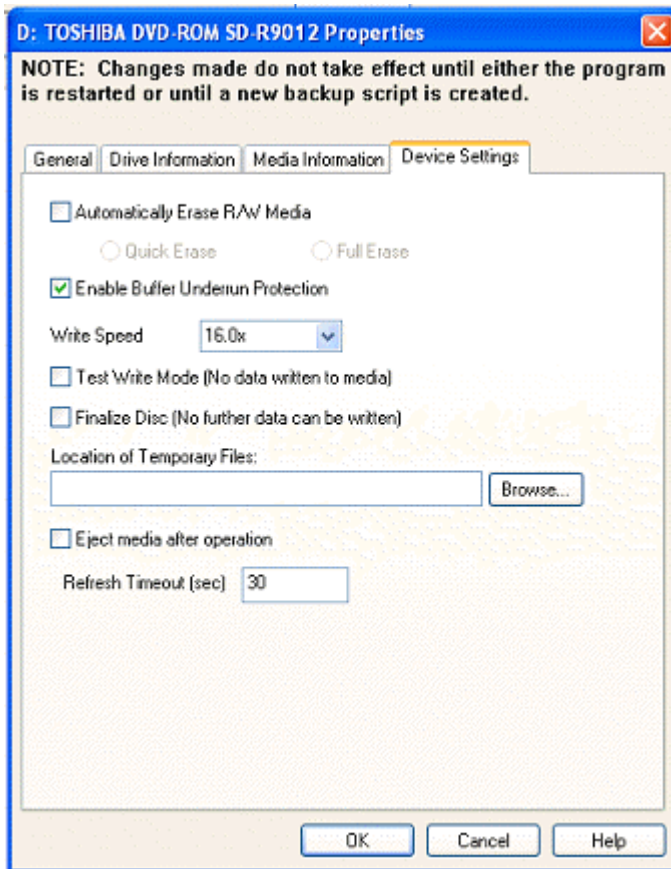 D: TOSHIBA DVD-ROM SD-R9012 Properties
NOTE: Changes made do not take effect until either the program
is restarted or until a new backup script is created.
General Drive Information Media Information Device Settings
Automatically Erase R/W Media
Quick Erase Full Erase
Enable Buffer Underrun Protection
Write Speed 16.0x
Test Write Mode (No data written to media)
Finalize Disc (No further data can be written)
Location of Temporary Files:
Browse...
Eject media after operation
Refresh Timeout (sec) 30
OK Cancel Help